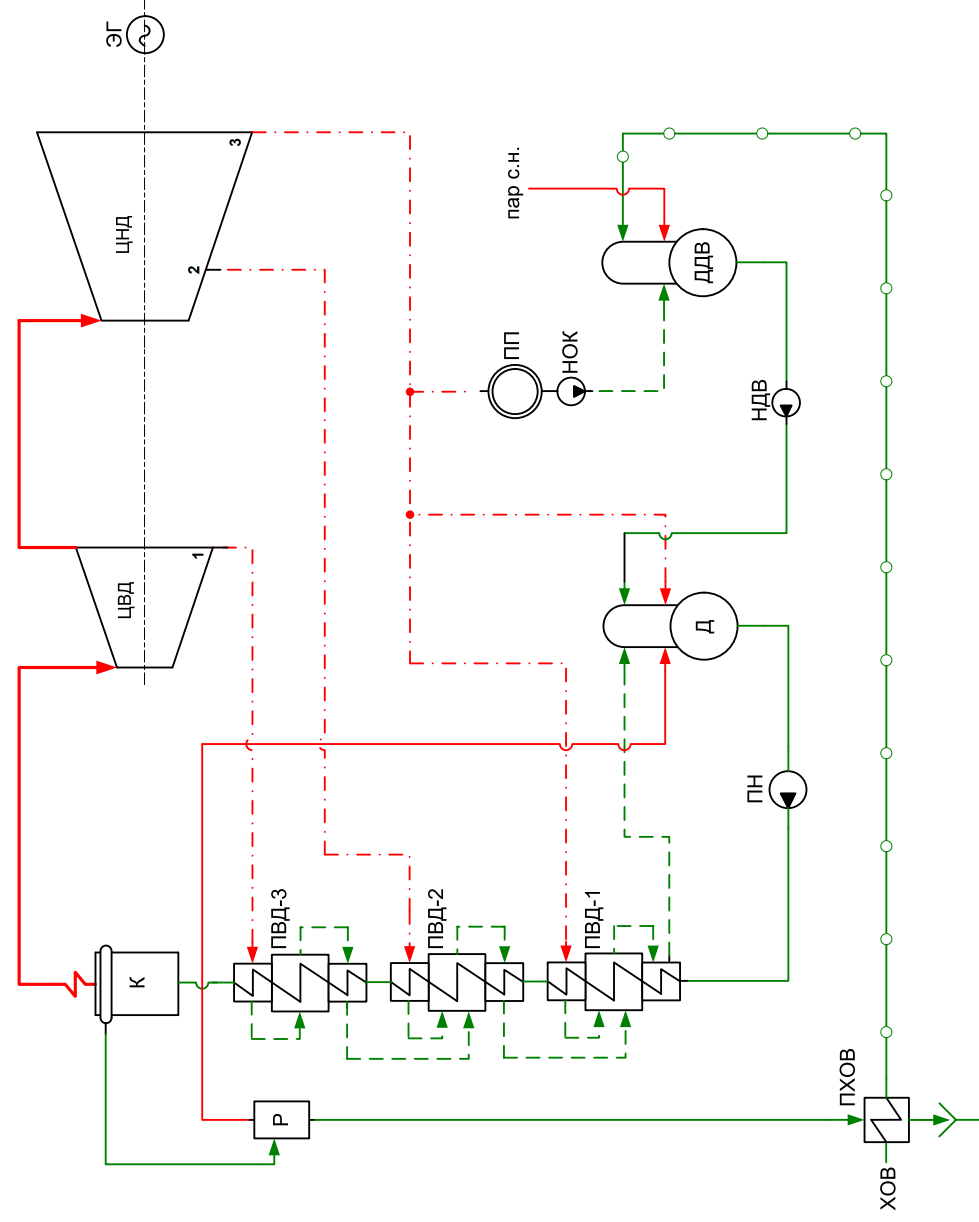 ЭГ
ЦНД
3
2
пар с.н.
ДДВ
ПП
НОК
НДВ
ЦВД
1
Д
ПН
К
ПВД-3
ПВД-2
ПВД-1
Р
ПХОВ
ХОВ